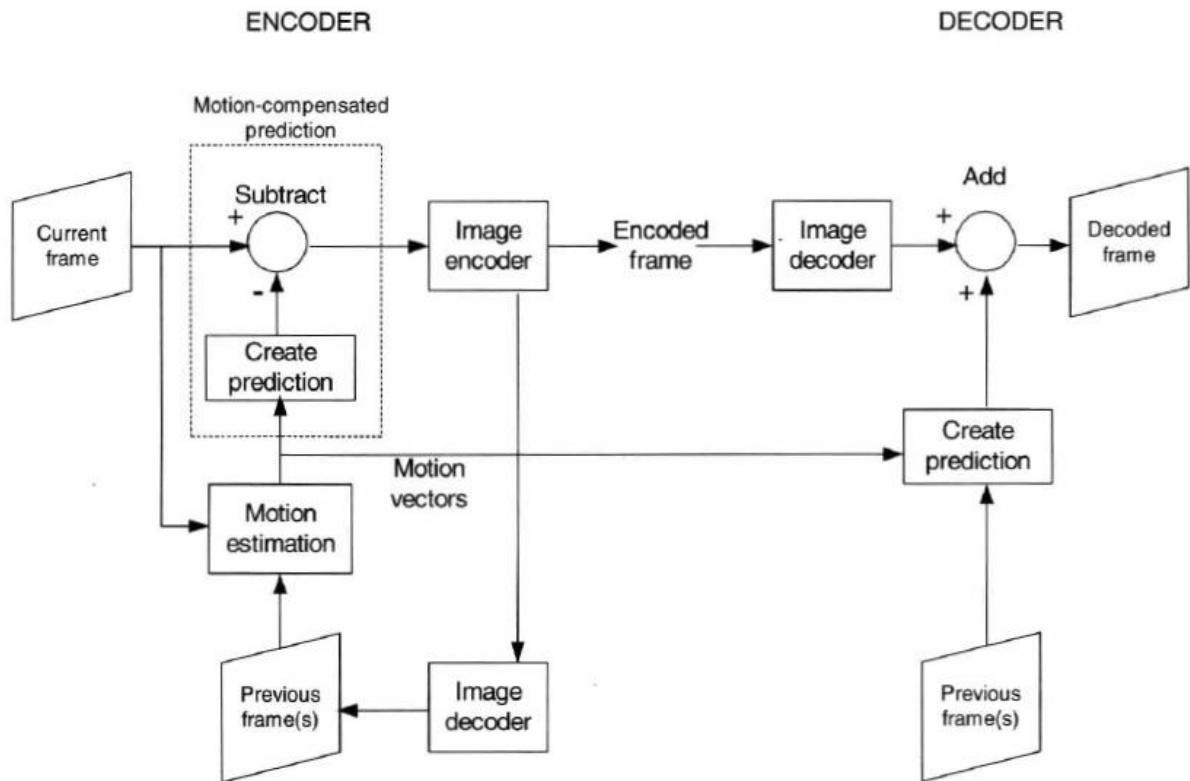 ENCODER
DECODER
Motion-compensated
prediction
Subtract
+
-
Current
frame
Create
prediction
Motion
estimation
Previous
frame(s)
Image
encoder
Encoded
frame
Image
decoder
Motion
vectors
Image
decoder
Add
+
+
Decoded
frame
Create
prediction
Previous
frame(s)